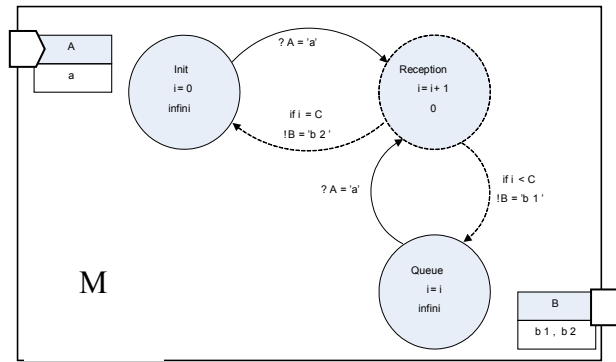 A
a
? A = 'a'
Init
i = 0
infini
Reception
i = i + 1
0
if i = C
!B = 'b 2 '
if i < C
!B = 'b 1 '
? A = 'a'
Queue
i = i
infini
M
B
b 1 , b 2